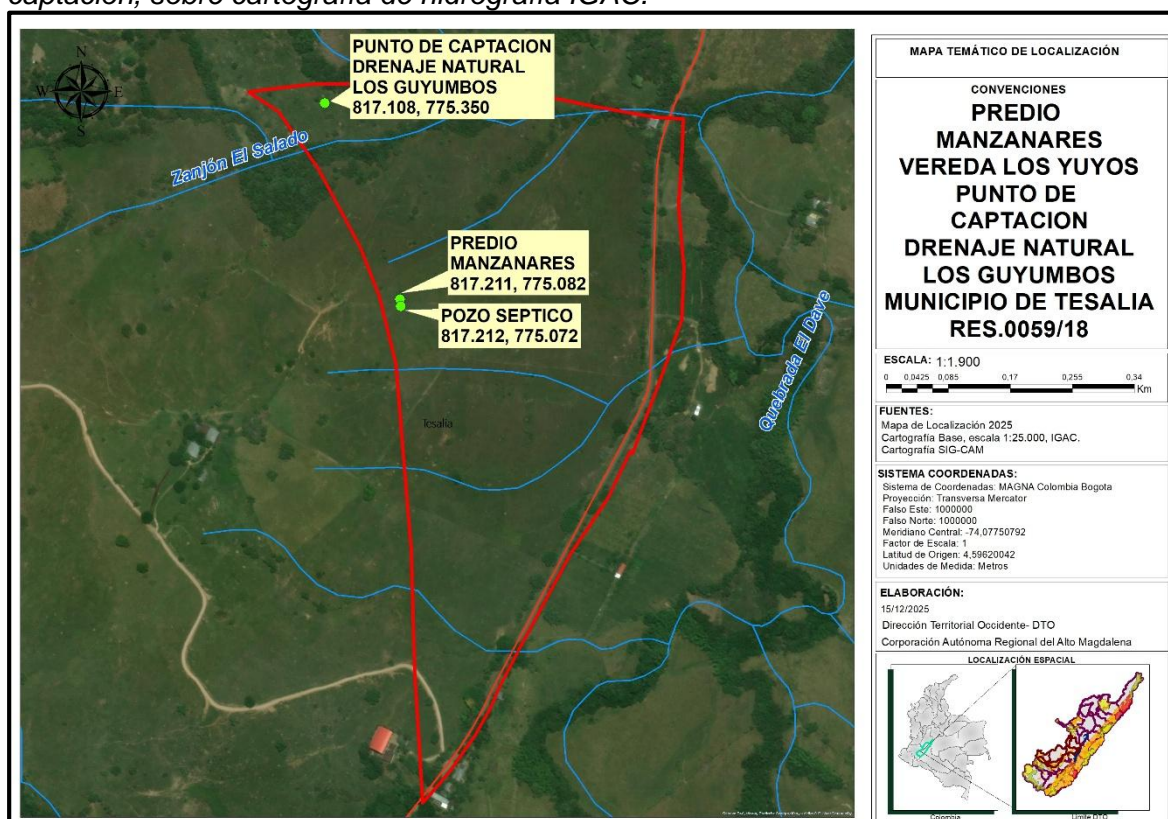 captación, sobre cartografía de hidrografía IGAC.
N
W
E
S
PUNTO DE CAPTACION
DRENAJE NATURAL
LOS GUYUMBOS
817.108, 775.350
Zanjón El Salado
PREDIO
MANZANARES
817.211, 775.082
POZO SEPTICO
817.212, 775.072
Quebrada El Dave
Tesalia
MAPA TEMÁTICO DE LOCALIZACIÓN
CONVENCIONES
PREDIO
MANZANARES
VEREDA LOS YUYOS
PUNTO DE
CAPTACION
DRENAJE NATURAL
LOS GUYUMBOS
MUNICIPIO DE TESALIA
RES.0059/18
ESCALA: 1:1.900
0 0,0425 0,085 0,17 0,255 0,34
Km
FUENTES:
Mapa de Localización 2025
Cartografía Base, escala 1:25.000, IGAC.
Cartografía SIG-CAM
SISTEMA COORDENADAS:
Sistema de Coordenadas: MAGNA Colombia Bogota
Proyección: Transversa Mercator
Falso Este: 1000000
Falso Norte: 1000000
Meridiano Central: -74,07750792
Factor de Escala: 1
Latitud de Origen: 4,59620042
Unidades de Medida: Metros
ELABORACIÓN:
15/12/2025
Dirección Territorial Occidente- DTO
Corporación Autónoma Regional del Alto Magdalena
LOCALIZACIÓN ESPACIAL
Colombia
Limite DTO